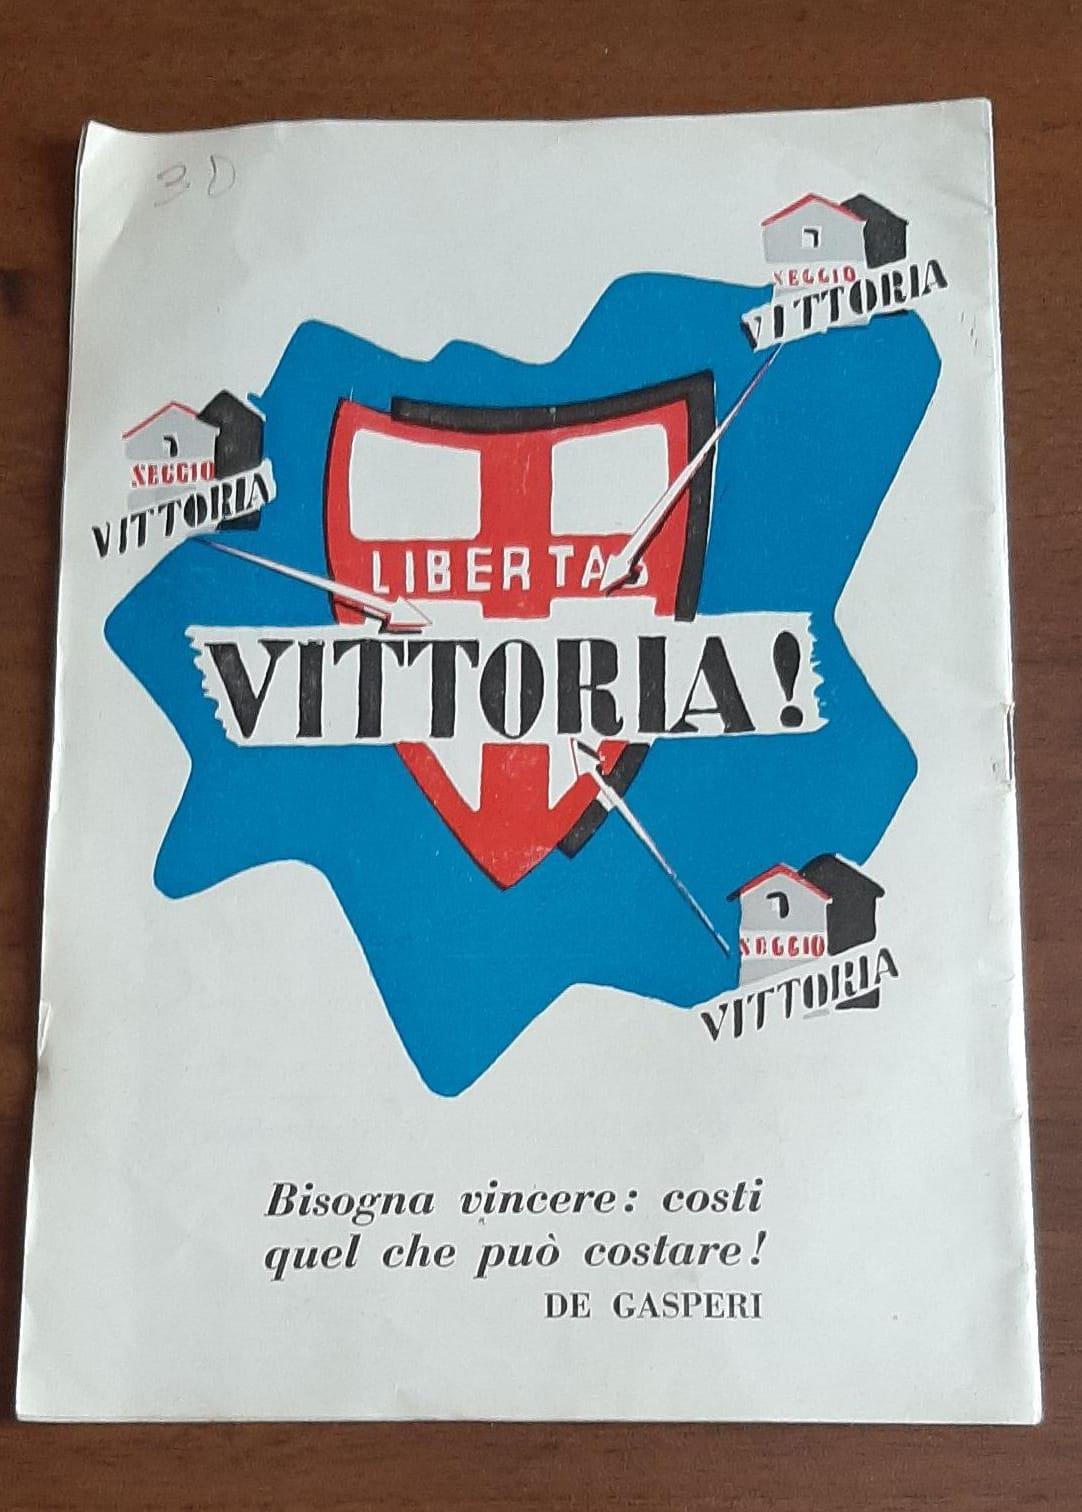 3D
SEGGIO
VITTORIA
SEGGIO
VITTORIA
LIBERTAS
VITTORIA!
SEGGIO
VITTORIA
Bisogna vincere: costi
quel che può costare!
DE GASPERI